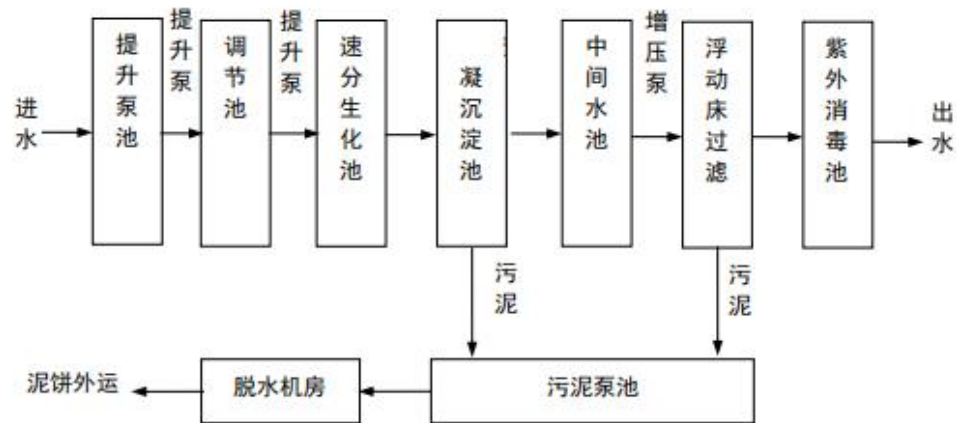 进水
提升泵池
提升泵
调节池
提升泵
速分生化池
凝沉淀池
中间水池
增压泵
浮动床过滤
紫外消毒池
出水
污泥
污泥
泥饼外运
脱水机房
污泥泵池